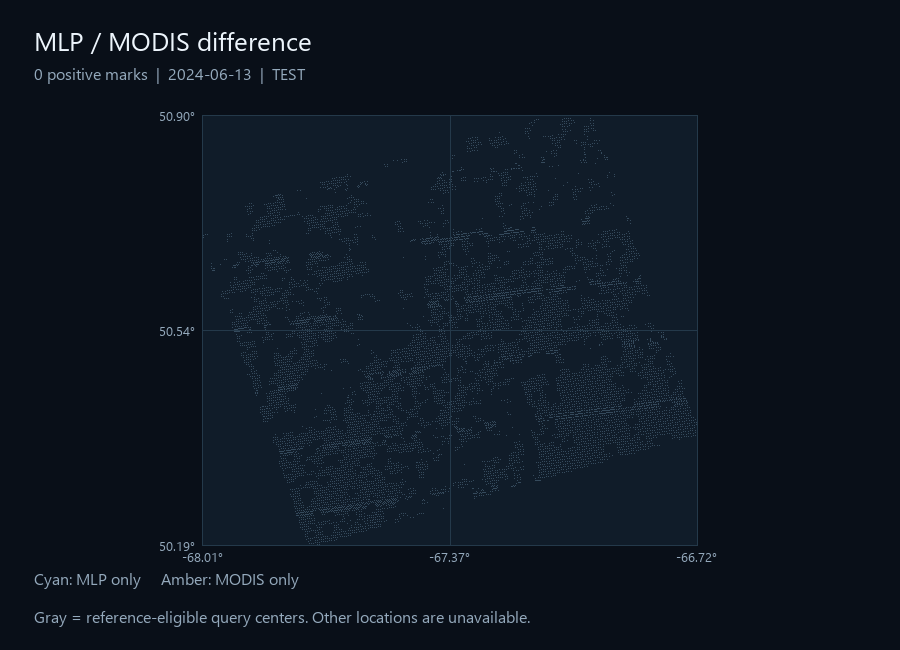 MLP / MODIS difference
0 positive marks | 2024-06-13 | TEST
50.90°
50.54°
50.19°
-68.01° -67.37° -66.72°
Cyan: MLP only Amber: MODIS only
Gray = reference-eligible query centers. Other locations are unavailable.